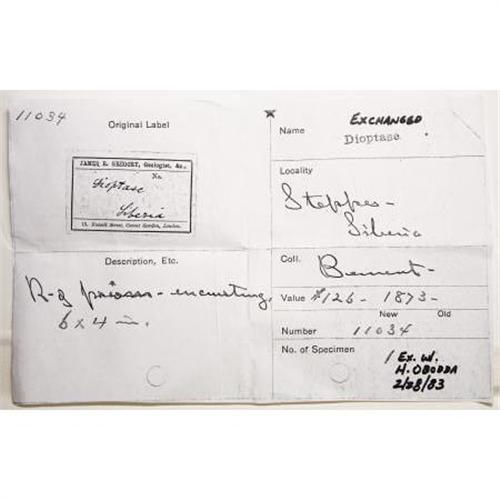 11034
Original Label
JAMES R. GREGORY, Geologist, &c.,
No.
Dioptase
Siberia
15, Russell Street, Covent Garden, London.
Description, Etc.
encrusting,
6 x 4 in.
EXCHANGED
Name
Dioptase
Locality
Steppes
Siberia
Coll. Bement
Value $125- 1873-
New Old
Number 11034
No. of Specimen 1
Ex. W.
H. OBODDA
2/28/83